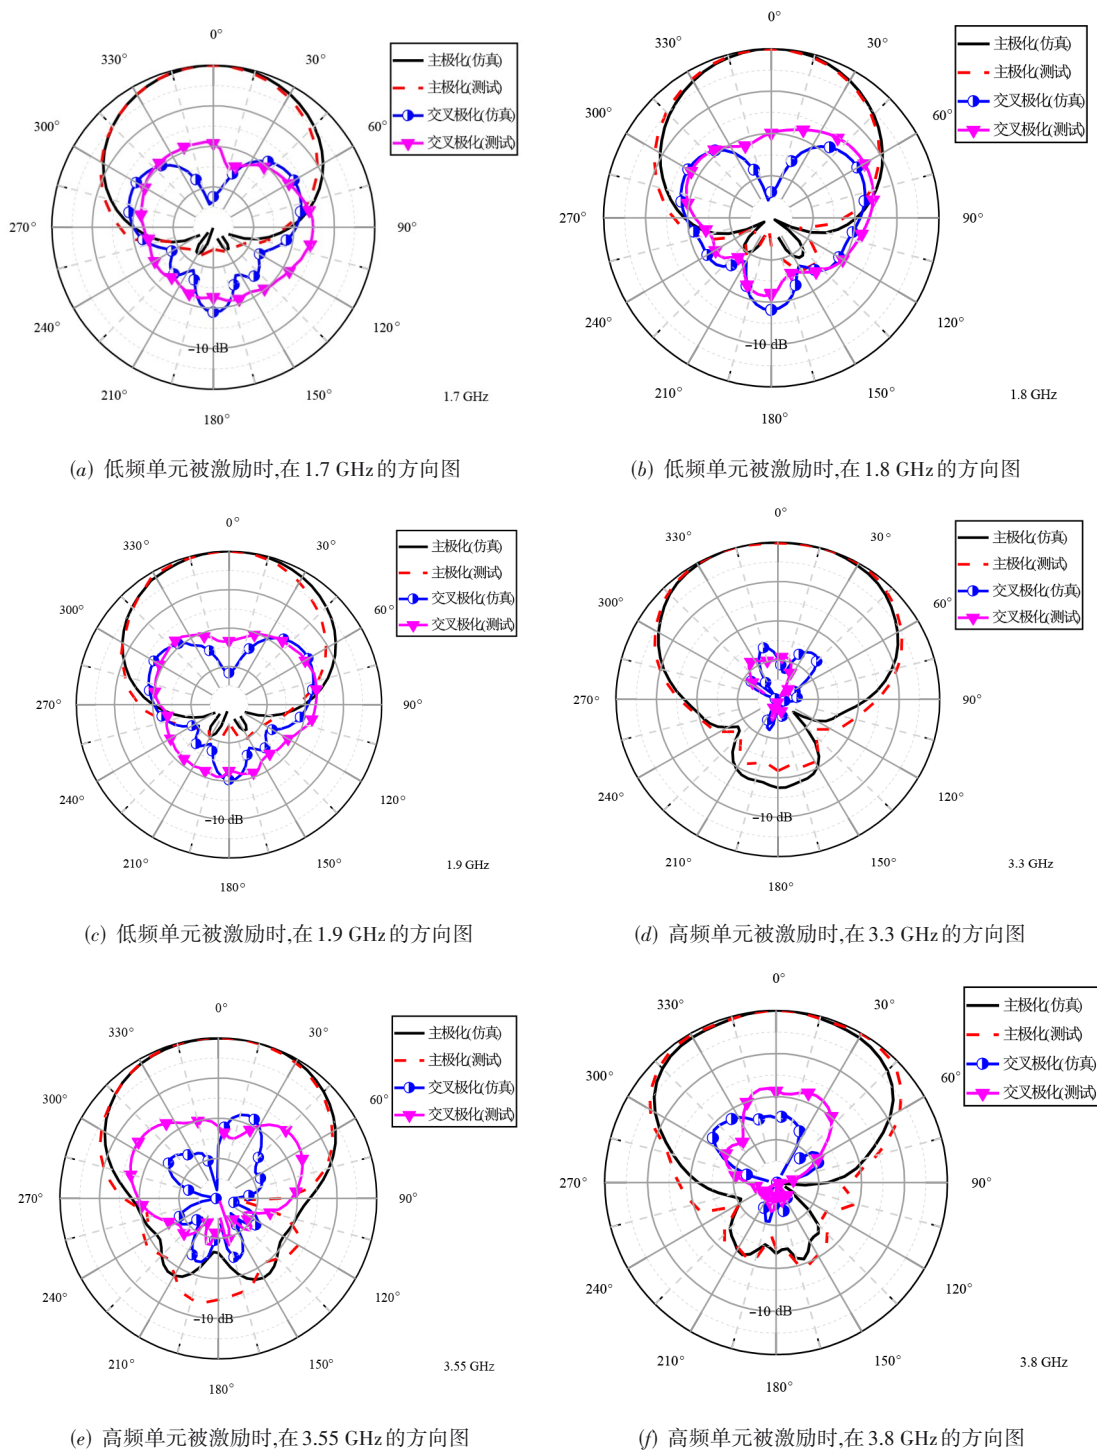 0°
330°
30°
300°
60°
270°
90°
240°
120°
210°
150°
180°
−10 dB
1.7 GHz
主极化(仿真)
主极化(测试)
交叉极化(仿真)
交叉极化(测试)
(a) 低频单元被激励时,在1.7 GHz的方向图
0°
330°
30°
300°
60°
270°
90°
240°
120°
210°
150°
180°
−10 dB
1.8 GHz
主极化(仿真)
主极化(测试)
交叉极化(仿真)
交叉极化(测试)
(b) 低频单元被激励时,在1.8 GHz的方向图
0°
330°
30°
300°
60°
270°
90°
240°
120°
210°
150°
180°
−10 dB
1.9 GHz
主极化(仿真)
主极化(测试)
交叉极化(仿真)
交叉极化(测试)
(c) 低频单元被激励时,在1.9 GHz的方向图
0°
330°
30°
300°
60°
270°
90°
240°
120°
210°
150°
180°
−10 dB
3.3 GHz
主极化(仿真)
主极化(测试)
交叉极化(仿真)
交叉极化(测试)
(d) 高频单元被激励时,在3.3 GHz的方向图
0°
330°
30°
300°
60°
270°
90°
240°
120°
210°
150°
180°
−10 dB
3.55 GHz
主极化(仿真)
主极化(测试)
交叉极化(仿真)
交叉极化(测试)
(e) 高频单元被激励时,在3.55 GHz的方向图
0°
330°
30°
300°
60°
270°
90°
240°
120°
210°
150°
180°
−10 dB
3.8 GHz
主极化(仿真)
主极化(测试)
交叉极化(仿真)
交叉极化(测试)
(f) 高频单元被激励时,在3.8 GHz的方向图